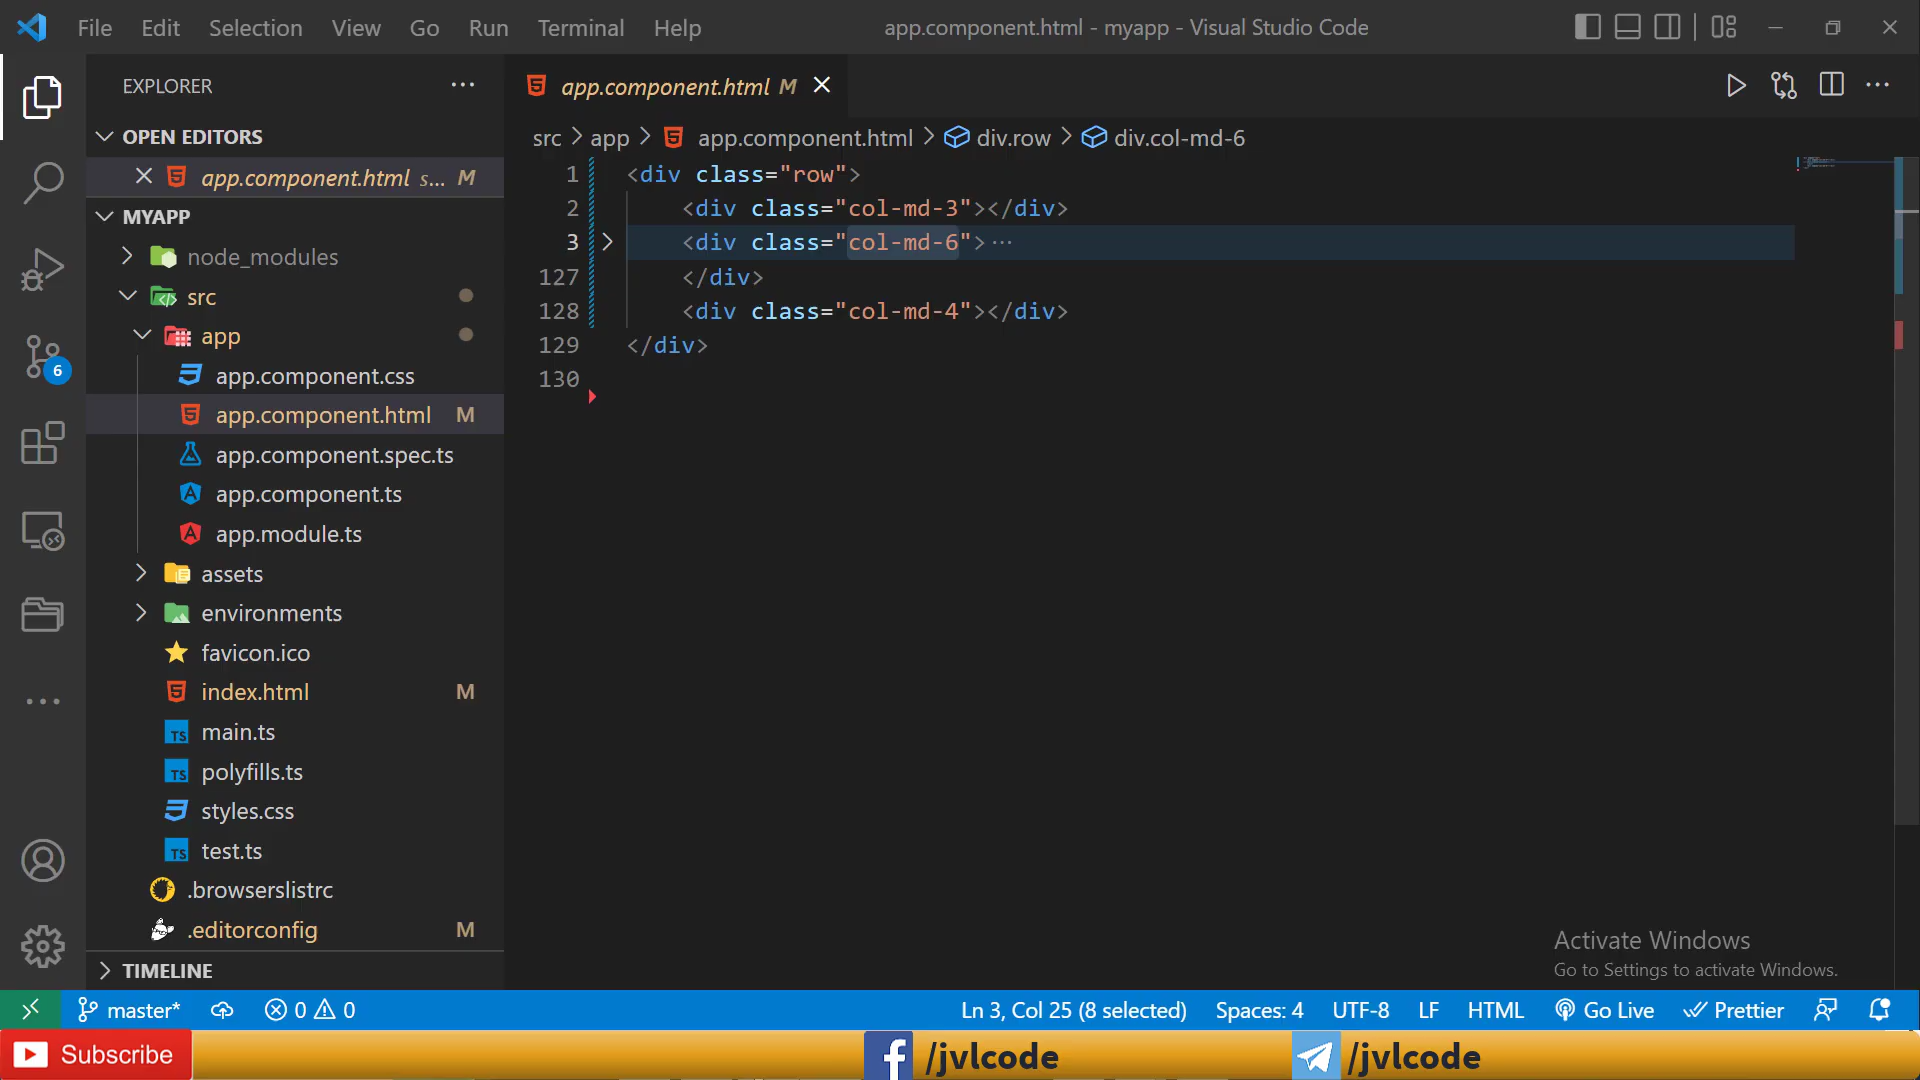 File Edit Selection View Go Run Terminal Help
app.component.html - myapp - Visual Studio Code
EXPLORER
OPEN EDITORS
app.component.html s... M
MYAPP
node_modules
src
app
app.component.css
app.component.html M
app.component.spec.ts
app.component.ts
app.module.ts
assets
environments
favicon.ico
index.html M
main.ts
polyfills.ts
styles.css
test.ts
.browserslistrc
.editorconfig M
TIMELINE
6
app.component.html M
src > app > app.component.html > div.row > div.col-md-6
1 <div class="row">
2 <div class="col-md-3"></div>
3 <div class="col-md-6">···
127 </div>
128 <div class="col-md-4"></div>
129 </div>
130
Activate Windows
Go to Settings to activate Windows.
master* 0 0 Ln 3, Col 25 (8 selected) Spaces: 4 UTF-8 LF HTML Go Live Prettier
Subscribe /jvlcode /jvlcode